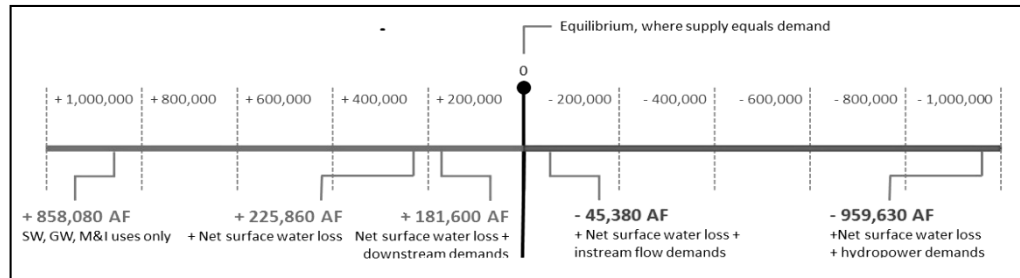 -
Equilibrium, where supply equals demand
0
+ 1,000,000 + 800,000 + 600,000 + 400,000 + 200,000 - 200,000 - 400,000 - 600,000 - 800,000 - 1,000,000
+ 858,080 AF
SW, GW, M&I uses only
+ 225,860 AF
+ Net surface water loss
+ 181,600 AF
Net surface water loss +
downstream demands
- 45,380 AF
+ Net surface water loss +
instream flow demands
- 959,630 AF
+Net surface water loss
+ hydropower demands